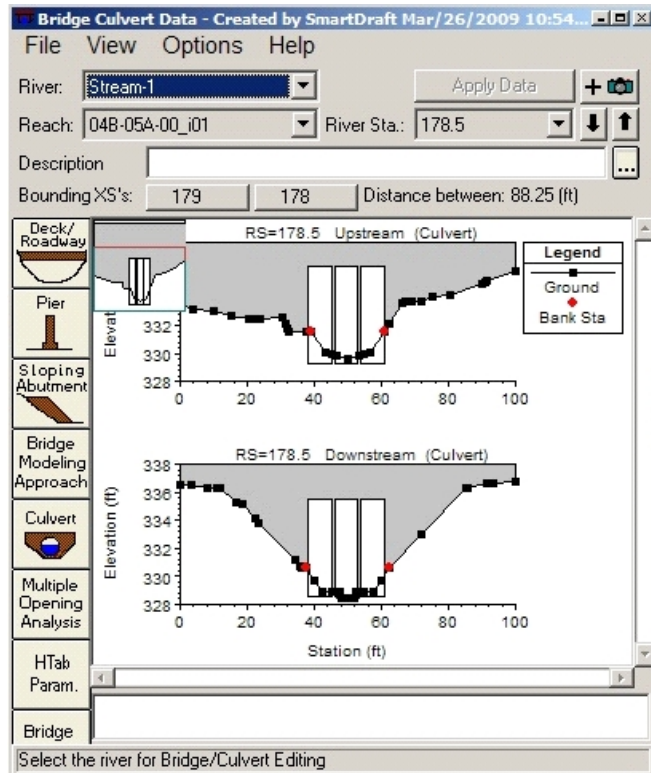 Bridge Culvert Data - Created by SmartDraft Mar/26/2009 10:54...
File View Options Help
River: Stream-1 Apply Data +
Reach: 04B-05A-00_i01 River Sta.: 178.5
Description ...
Bounding XS's: 179 178 Distance between: 88.25 (ft)
Deck/
Roadway
Pier
Sloping
Abutment
Bridge
Modeling
Approach
Culvert
Multiple
Opening
Analysis
HTab
Param.
Bridge
RS=178.5 Upstream (Culvert)
Legend
Ground
Bank Sta
332
330
328
0 20 40 60 80 100
RS=178.5 Downstream (Culvert)
Elevation (ft)
338
336
334
332
330
328
0 20 40 60 80 100
Station (ft)
Select the river for Bridge/Culvert Editing